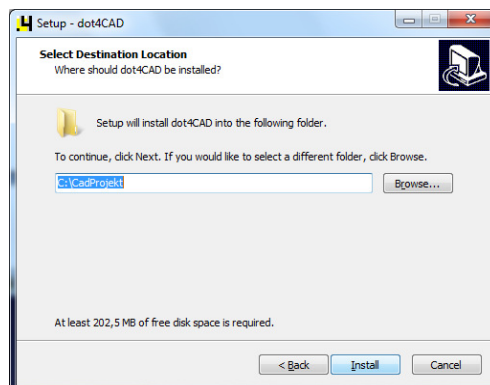 Setup - dot4CAD
Select Destination Location
Where should dot4CAD be installed?
Setup will install dot4CAD into the following folder.
To continue, click Next. If you would like to select a different folder, click Browse.
C:\CadProjekt
Browse...
At least 202,5 MB of free disk space is required.
< Back
Install
Cancel